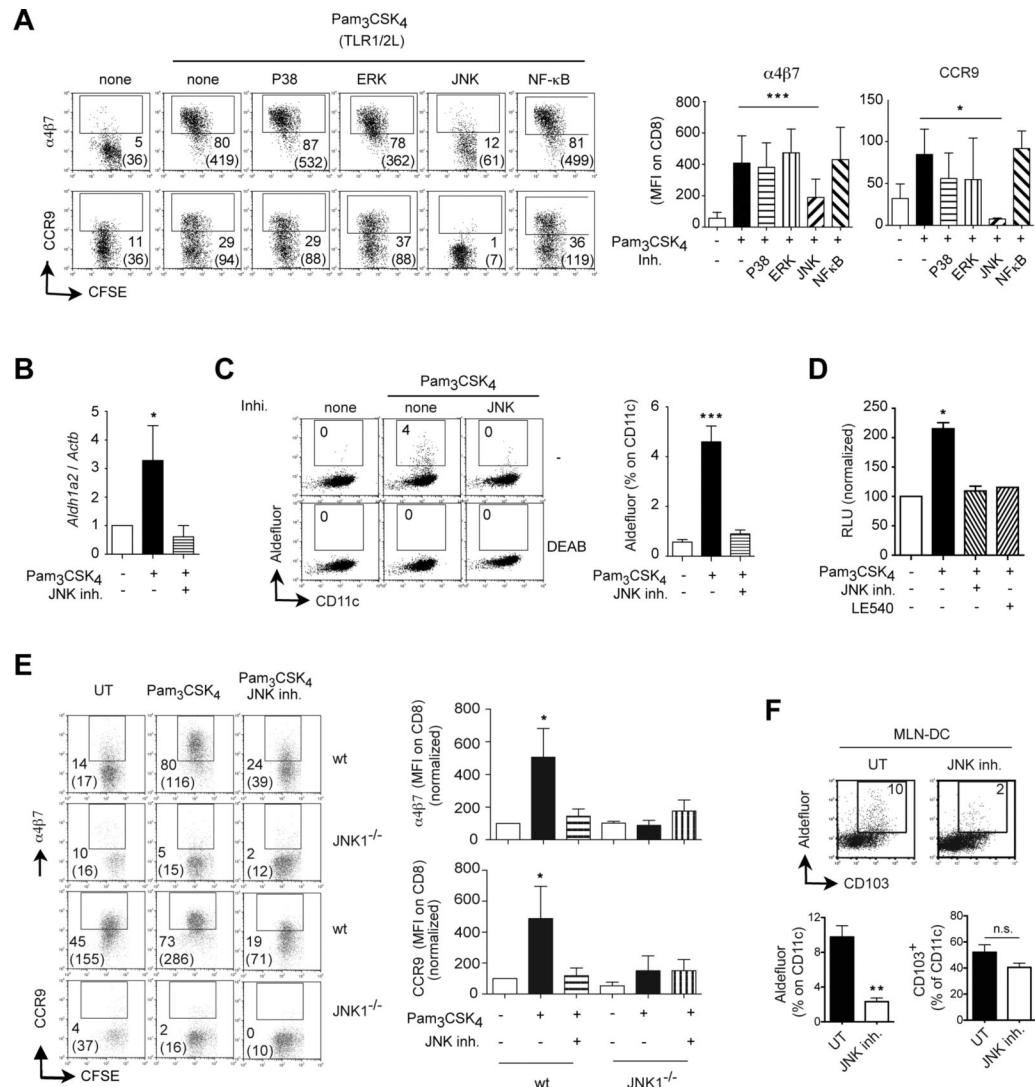 A
Pam3CSK4
(TLR1/2L)
none none P38 ERK JNK NF-κB
α4β7
5 80 87 78 12 81
(36) (419) (532) (362) (61) (499)
CCR9
11 29 29 37 1 36
(36) (94) (88) (88) (7) (119)
CFSE
α4β7 CCR9
(MFI on CD8)
800
600
400
200
0
***
100
75
50
25
0
*
Pam3CSK4 - + + + + + - + + + + +
Inh. - - P38 ERK JNK NFκB - - P38 ERK JNK NFκB
B
Aldh1a2 / Actb
5
4
3
2
1
0
*
Pam3CSK4 - + +
JNK inh. - - +
C
Pam3CSK4
Inhi. none none JNK
0 4 0
-
0 0 0
DEAB
Aldefluor
CD11c
Aldefluor (% on CD11c)
6
4
2
0
***
Pam3CSK4 - + +
JNK inh. - - +
D
RLU (normalized)
250
200
150
100
50
0
*
Pam3CSK4 - + + +
JNK inh. - - + -
LE540 - - - +
E
UT Pam3CSK4 Pam3CSK4
JNK inh.
14 80 24
(17) (116) (39)
wt
α4β7
10 5 2
(16) (15) (12)
JNK1-/-
45 73 19
(155) (286) (71)
wt
CCR9
4 2 0
(37) (16) (10)
JNK1-/-
CFSE
α4β7 (MFI on CD8)
(normalized)
800
600
400
200
0
*
CCR9 (MFI on CD8)
(normalized)
800
600
400
200
0
*
Pam3CSK4 - + + - + +
JNK inh. - - + - - +
wt JNK1-/-
F
MLN-DC
UT JNK inh.
10 2
Aldefluor
CD103
Aldefluor
(% on CD11c)
12
8
4
0
**
UT JNK inh.
CD103+
(% of CD11c)
80
60
40
20
0
n.s.
UT JNK inh.